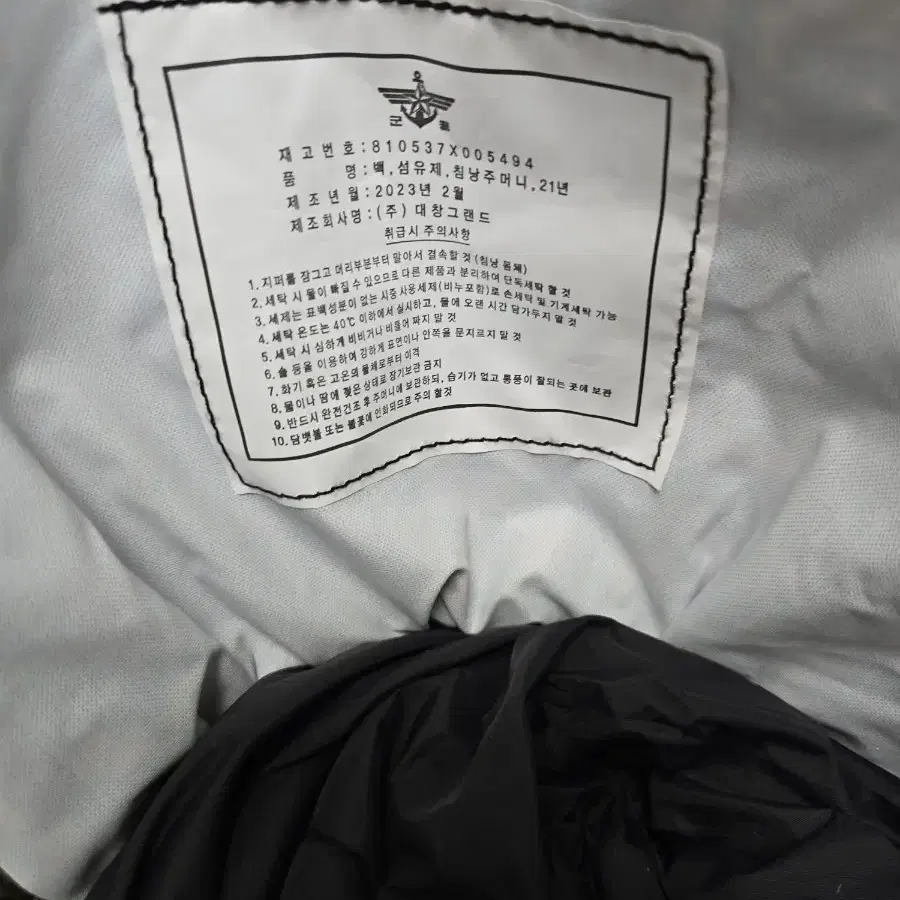 군 품
재고번호:810537X005494
품 명:백,섬유제,침낭주머니,21년
제조년월:2023년 2월
제조회사명:(주)대창그랜드
취급시 주의사항
1. 지퍼를 잠그고 머리부분부터 말아서 결속할 것 (침낭 동체)
2. 세탁 시 물이 빠질 수 있으므로 다른 제품과 분리하여 단독세탁 할 것
3. 세제는 표백성분이 없는 시중 사용세제(비누포함)로 손세탁 및 기계세탁 가능
4. 세탁 온도는 40℃ 이하에서 실시하고, 물에 오랜 시간 담가두지 말 것
5. 세탁 시 심하게 비비거나 비틀어 짜지 말 것
6. 솔 등을 이용하여 강하게 표면이나 안쪽을 문지르지 말 것
7. 화기 혹은 고온의 물체로부터 이격
8. 물이나 땀에 젖은 상태로 장기보관 금지
9. 반드시 완전건조 후 주머니에 보관하되, 습기가 없고 통풍이 잘되는 곳에 보관
10. 담뱃불 또는 불꽃에 인화되므로 주의 할것